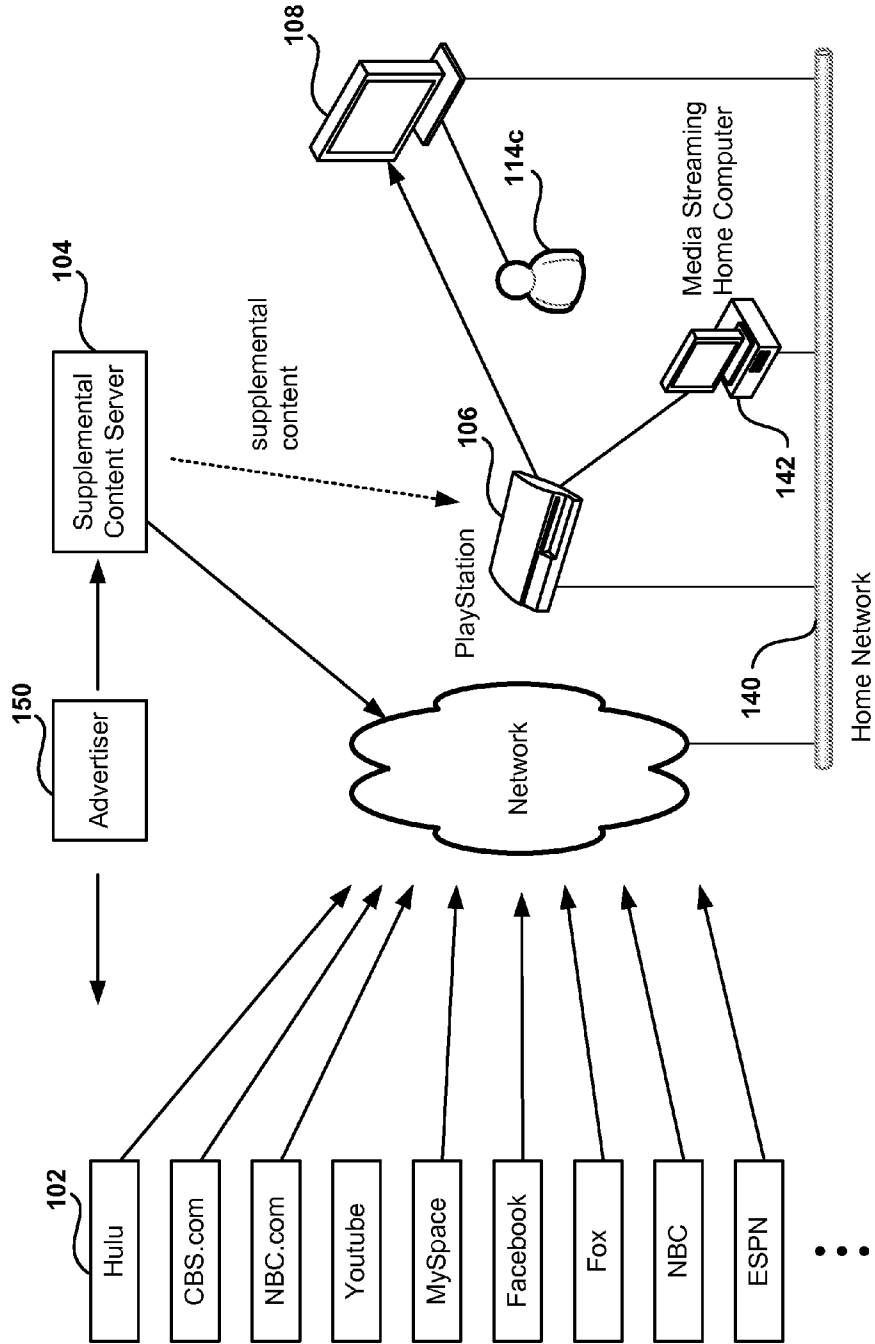 150
Advertiser
104
Supplemental
Content Server
supplemental
content
108
114c
106
PlayStation
Media Streaming
Home Computer
142
Network
140
Home Network
102
Hulu
CBS.com
NBC.com
Youtube
MySpace
Facebook
Fox
NBC
ESPN